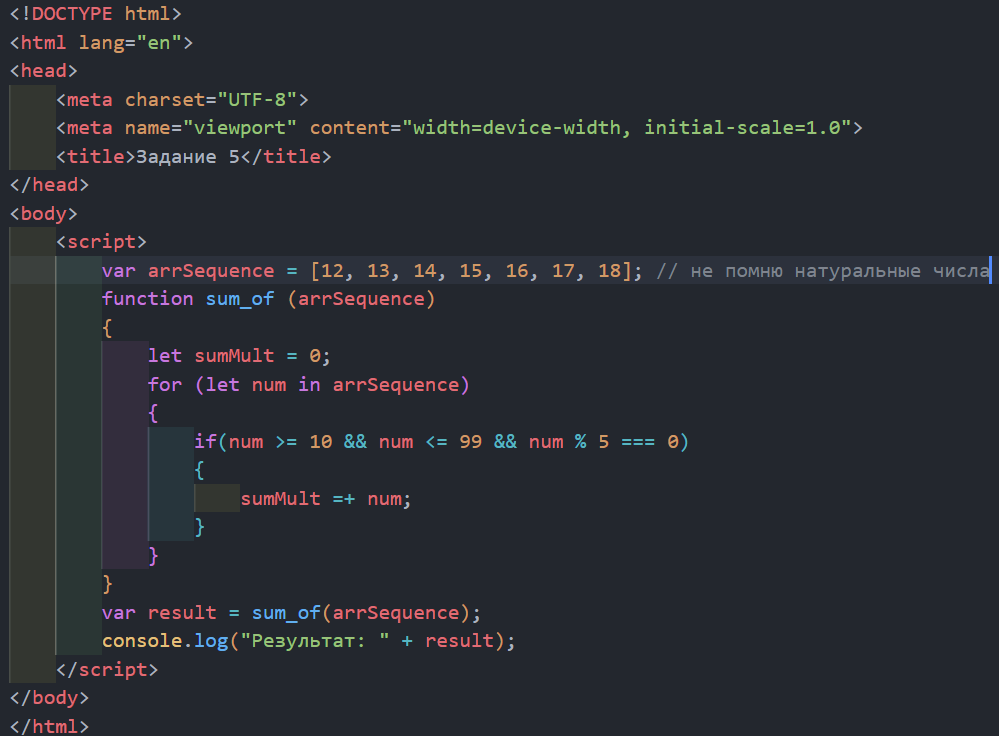 <!DOCTYPE html>
<html lang="en">
<head>
    <meta charset="UTF-8">
    <meta name="viewport" content="width=device-width, initial-scale=1.0">
    <title>Задание 5</title>
</head>
<body>
    <script>
        var arrSequence = [12, 13, 14, 15, 16, 17, 18]; // не помню натуральные числа
        function sum_of (arrSequence)
        {
            let sumMult = 0;
            for (let num in arrSequence)
            {
                if(num >= 10 && num <= 99 && num % 5 === 0)
                {
                    sumMult =+ num;
                }
            }
        }
        var result = sum_of(arrSequence);
        console.log("Результат: " + result);
    </script>
</body>
</html>